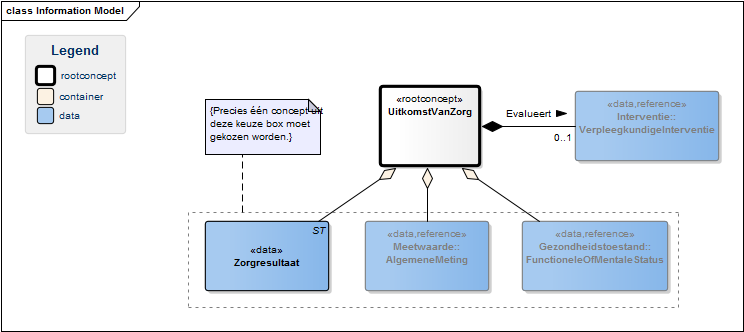 class Information Model
Legend
rootconcept
container
data
{Precies één concept uit
deze keuze box moet
gekozen worden.}
«rootconcept»
UitkomstVanZorg
Evalueert
0..1
«data,reference»
Interventie::
VerpleegkundigeInterventie
ST
«data»
Zorgresultaat
«data,reference»
Meetwaarde::
AlgemeneMeting
«data,reference»
Gezondheidstoestand::
FunctioneleOfMentaleStatus